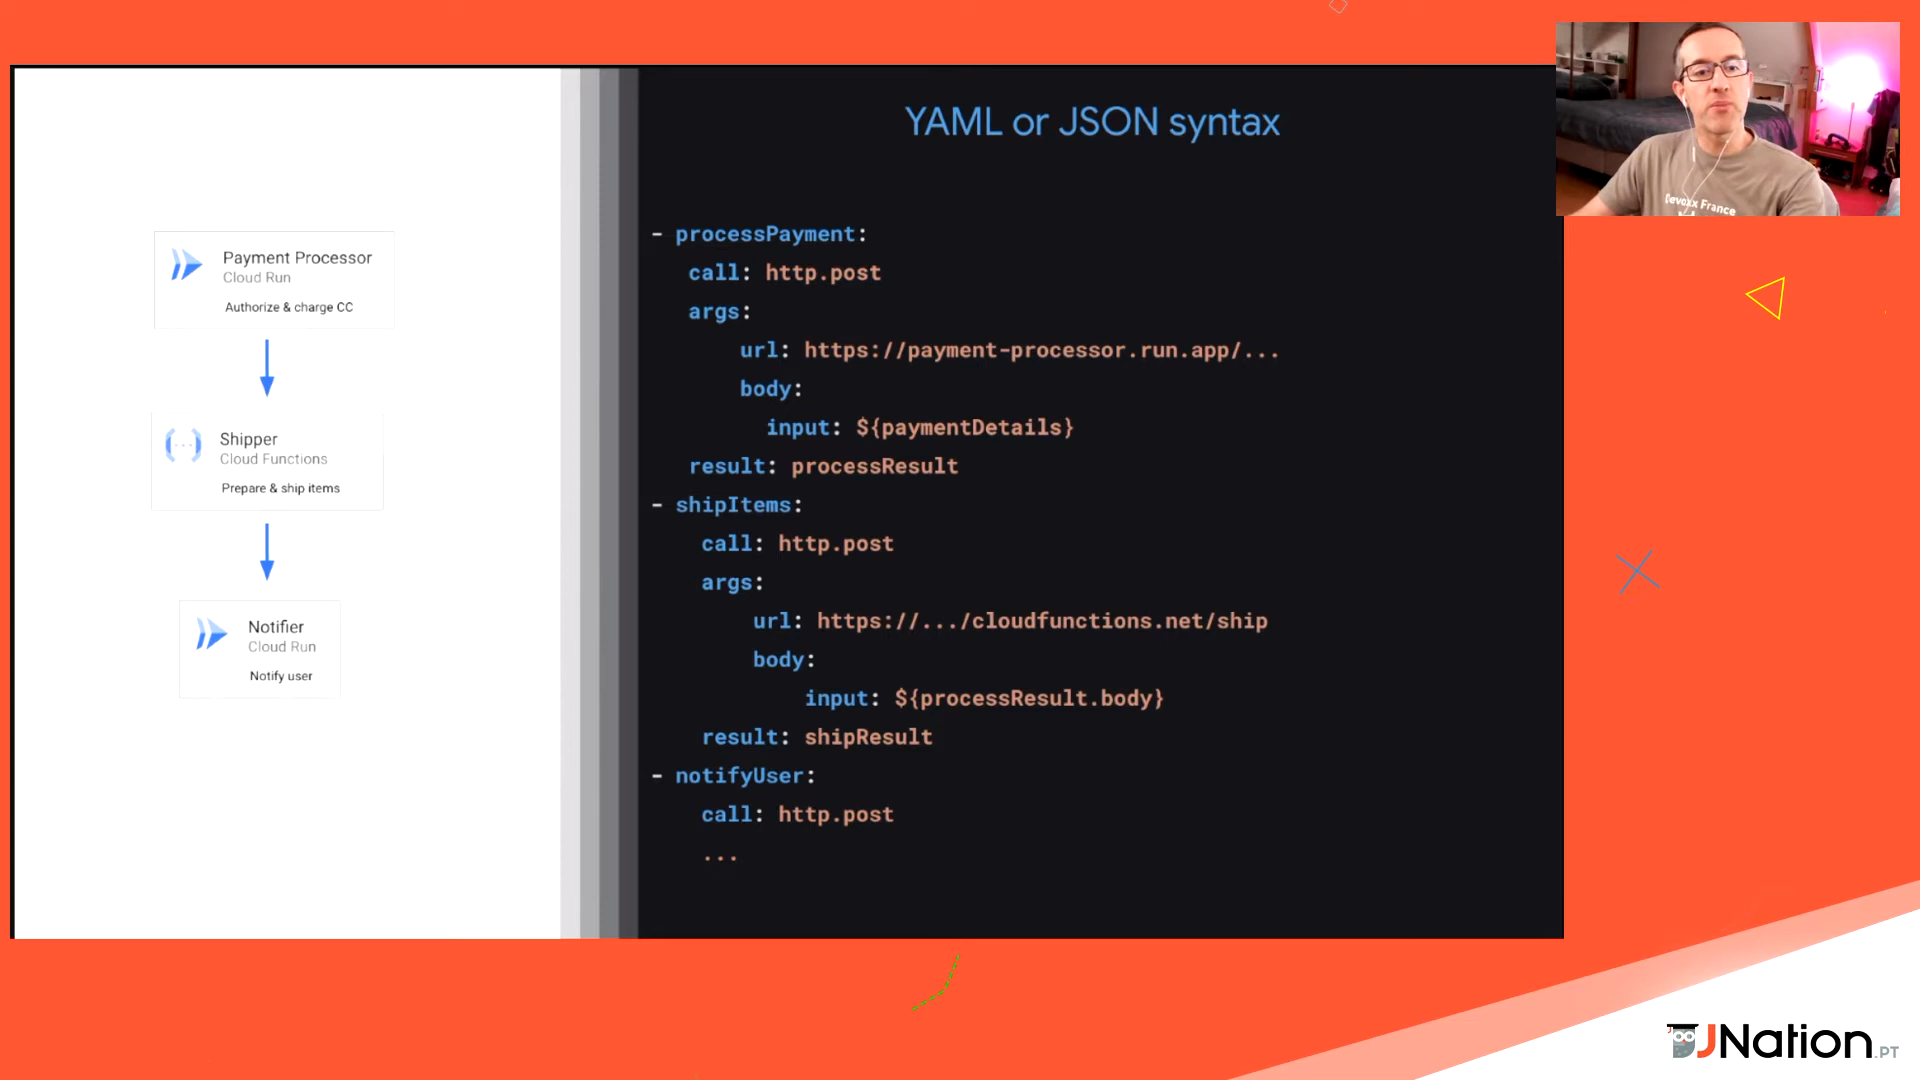 YAML or JSON syntax
Payment Processor
Cloud Run
Authorize & charge CC
Shipper
Cloud Functions
Prepare & ship items
Notifier
Cloud Run
Notify user
- processPayment:
call: http.post
args:
url: https://payment-processor.run.app/...
body:
input: ${paymentDetails}
result: processResult
- shipItems:
call: http.post
args:
url: https://.../cloudfunctions.net/ship
body:
input: ${processResult.body}
result: shipResult
- notifyUser:
call: http.post
...
Devoxx France
JNation.PT